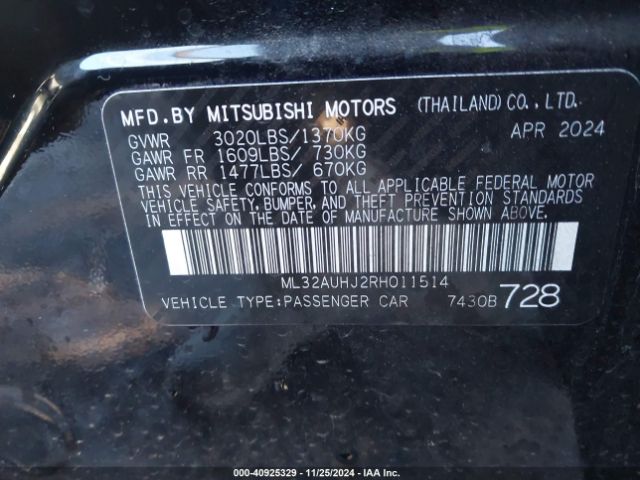 MFD.BY MITSUBISHI MOTORS (THAILAND)CO.,LTD.
GVWR 3020LBS/1370KG APR 2024
GAWR FR 1609LBS/ 730KG
GAWR RR 1477LBS/ 670KG
THIS VEHICLE CONFORMS TO ALL APPLICABLE FEDERAL MOTOR
VEHICLE SAFETY, BUMPER, AND THEFT PREVENTION STANDARDS
IN EFFECT ON THE DATE OF MANUFACTURE SHOWN ABOVE.
ML32AUHJ2RH011514
VEHICLE TYPE:PASSENGER CAR 7430B 728
000-40925329 - 11/25/2024 - IAA Inc.